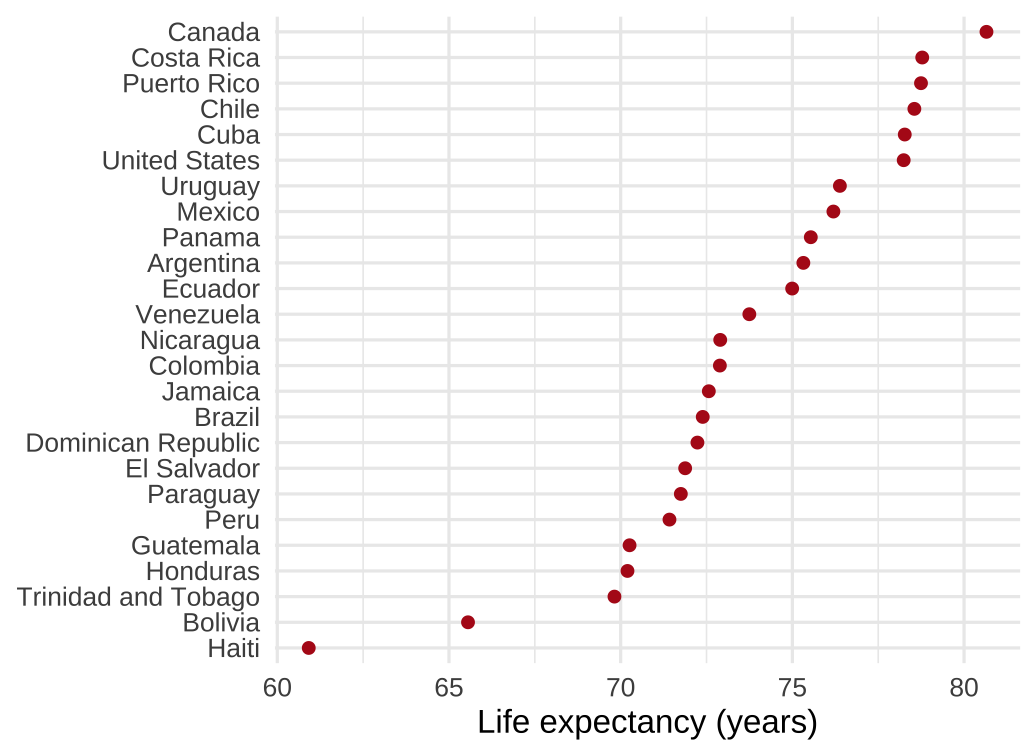 Canada
Costa Rica
Puerto Rico
Chile
Cuba
United States
Uruguay
Mexico
Panama
Argentina
Ecuador
Venezuela
Nicaragua
Colombia
Jamaica
Brazil
Dominican Republic
El Salvador
Paraguay
Peru
Guatemala
Honduras
Trinidad and Tobago
Bolivia
Haiti
60 65 70 75 80
Life expectancy (years)